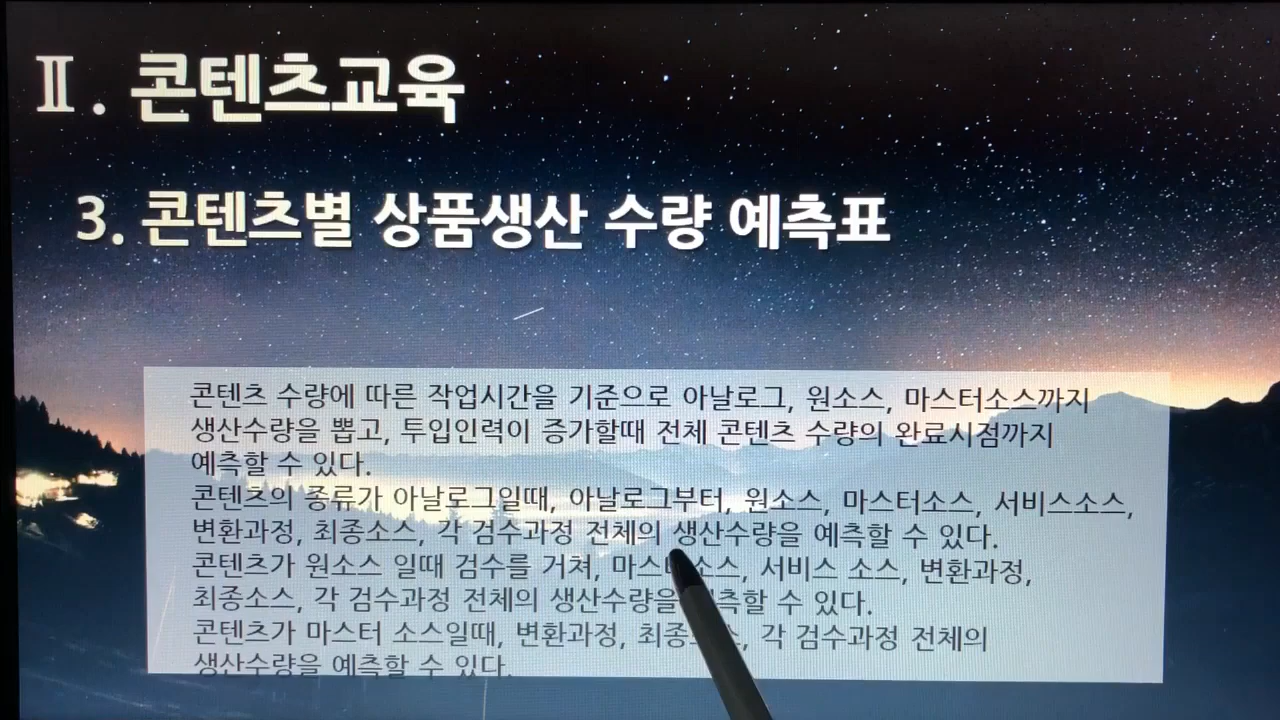 Ⅱ. 콘텐츠교육
3. 콘텐츠별 상품생산 수량 예측표
콘텐츠 수량에 따른 작업시간을 기준으로 아날로그, 원소스, 마스터소스까지
생산수량을 뽑고, 투입인력이 증가할때 전체 콘텐츠 수량의 완료시점까지
예측할 수 있다.
콘텐츠의 종류가 아날로그일때, 아날로그부터, 원소스, 마스터소스, 서비스소스,
변환과정, 최종소스, 각 검수과정 전체의 생산수량을 예측할 수 있다.
콘텐츠가 원소스 일때 검수를 거쳐, 서비스 소스, 변환과정,
최종소스, 각 검수과정 전체의 생산수량을 할 수 있다.
콘텐츠가 마스터 소스일때, 변환과정, 각 검수과정 전체의
생산수량을 예측할 수 있다.